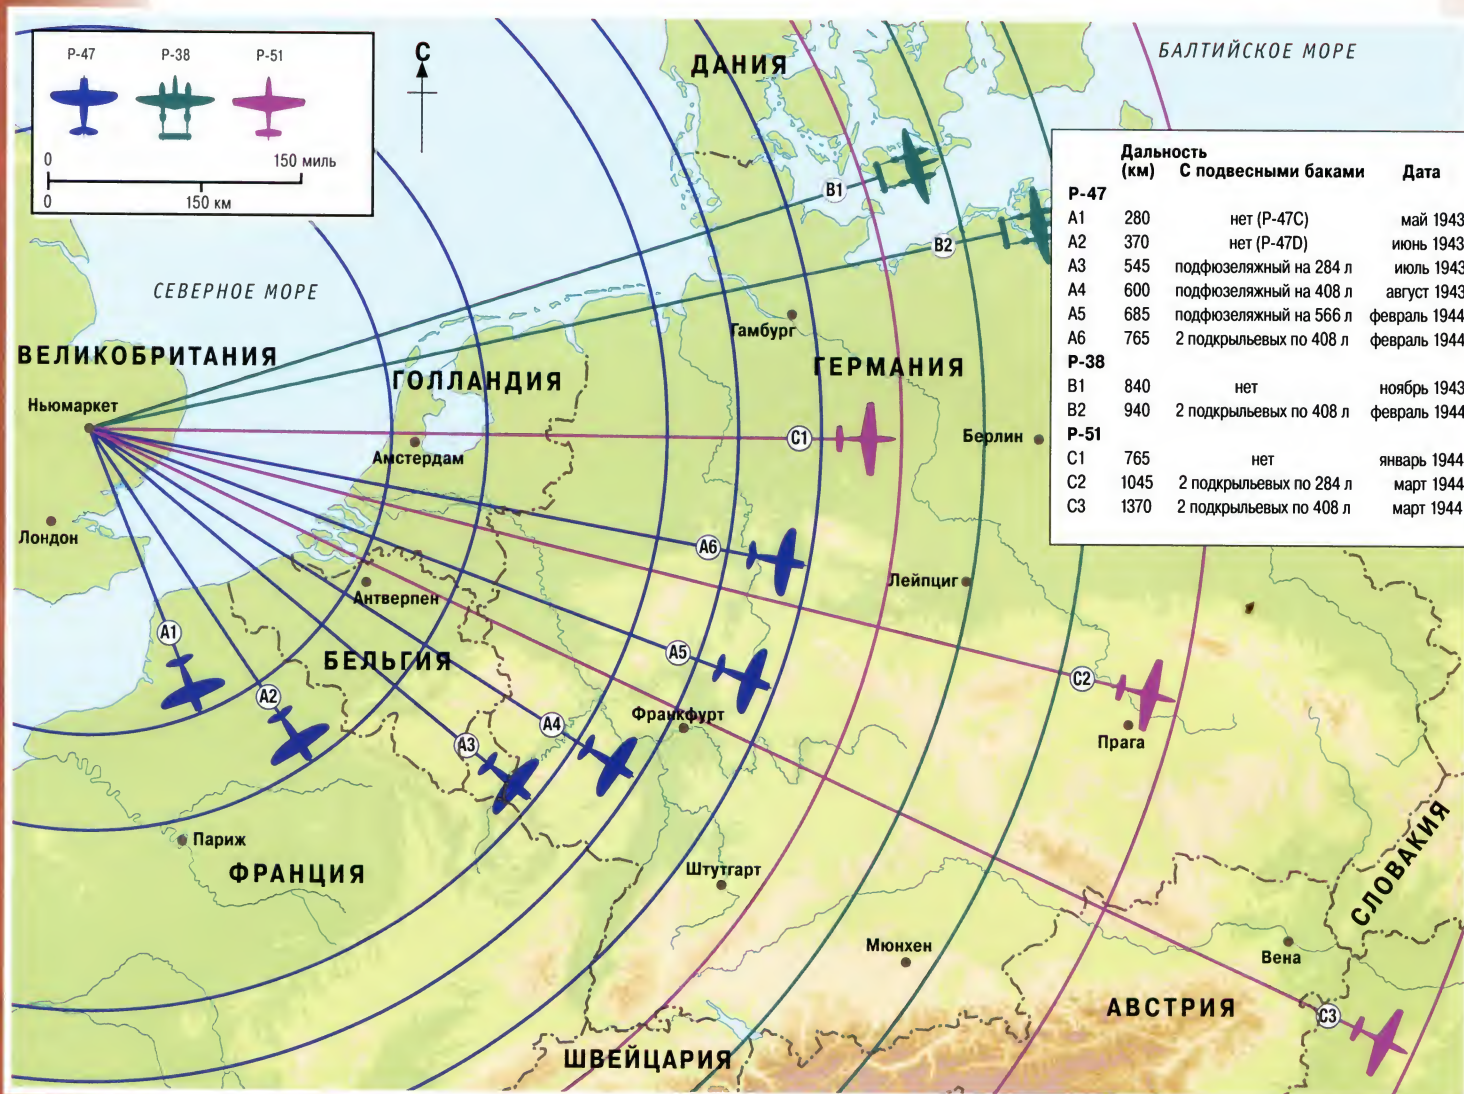 P-47 P-38 P-51
0 150 миль
0 150 км
С
ДАНИЯ
БАЛТИЙСКОЕ МОРЕ
СЕВЕРНОЕ МОРЕ
ВЕЛИКОБРИТАНИЯ
Ньюмаркет
Лондон
ГОЛЛАНДИЯ
Амстердам
Гамбург
ГЕРМАНИЯ
Берлин
Лейпциг
Антверпен
БЕЛЬГИЯ
Франкфурт
Прага
Париж
ФРАНЦИЯ
Штутгарт
Мюнхен
Вена
СЛОВАКИЯ
АВСТРИЯ
ШВЕЙЦАРИЯ
B1
B2
C1
A6
A1
A5
A2
C2
A4
A3
C3
Дальность
(км) С подвесными баками Дата
P-47
A1 280 нет (P-47C) май 1943
A2 370 нет (P-47D) июнь 1943
A3 545 подфюзеляжный на 284 л июль 1943
A4 600 подфюзеляжный на 408 л август 1943
A5 685 подфюзеляжный на 566 л февраль 1944
A6 765 2 подкрыльевых по 408 л февраль 1944
P-38
B1 840 нет ноябрь 1943
B2 940 2 подкрыльевых по 408 л февраль 1944
P-51
C1 765 нет январь 1944
C2 1045 2 подкрыльевых по 284 л март 1944
C3 1370 2 подкрыльевых по 408 л март 1944